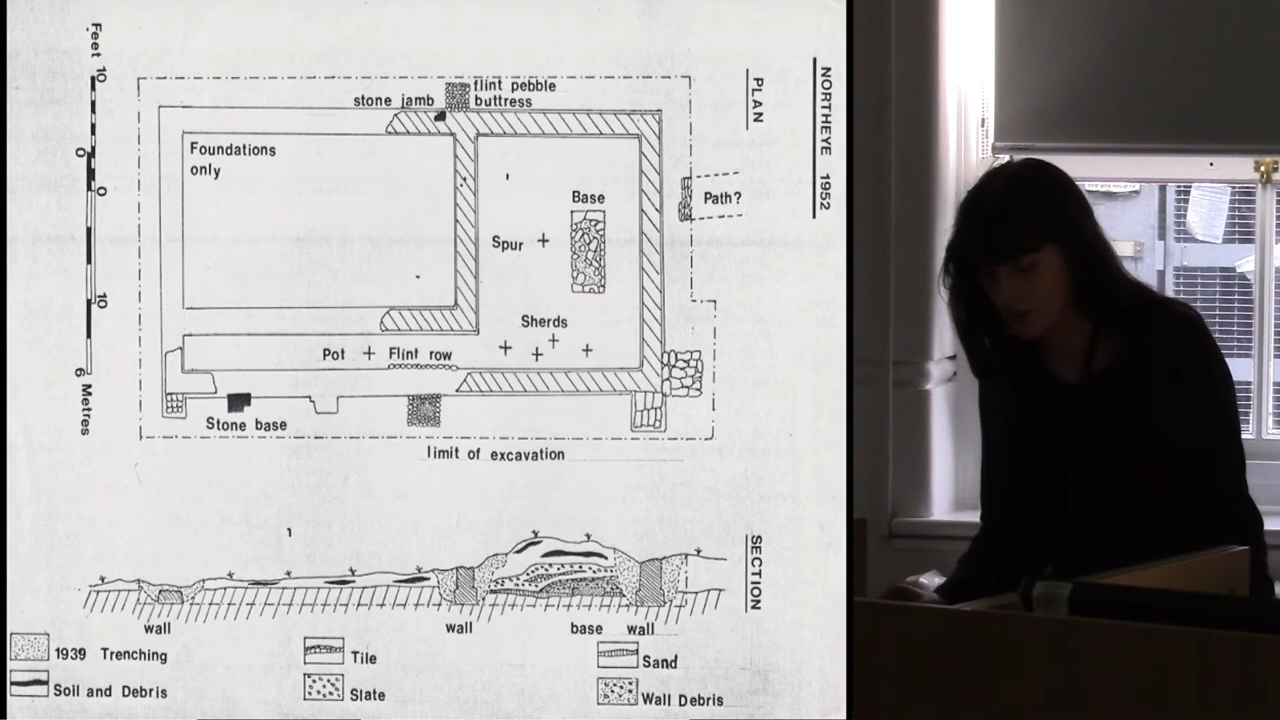 NORTHEYE 1952
PLAN
Feet
10
0
0
10
6
Metres
stone jamb
flint pebble
buttress
Foundations
only
Path?
Base
Spur
Sherds
Pot
Flint row
Stone base
limit of excavation
SECTION
wall
wall
base
wall
1939 Trenching
Tile
Sand
Soil and Debris
Slate
Wall Debris